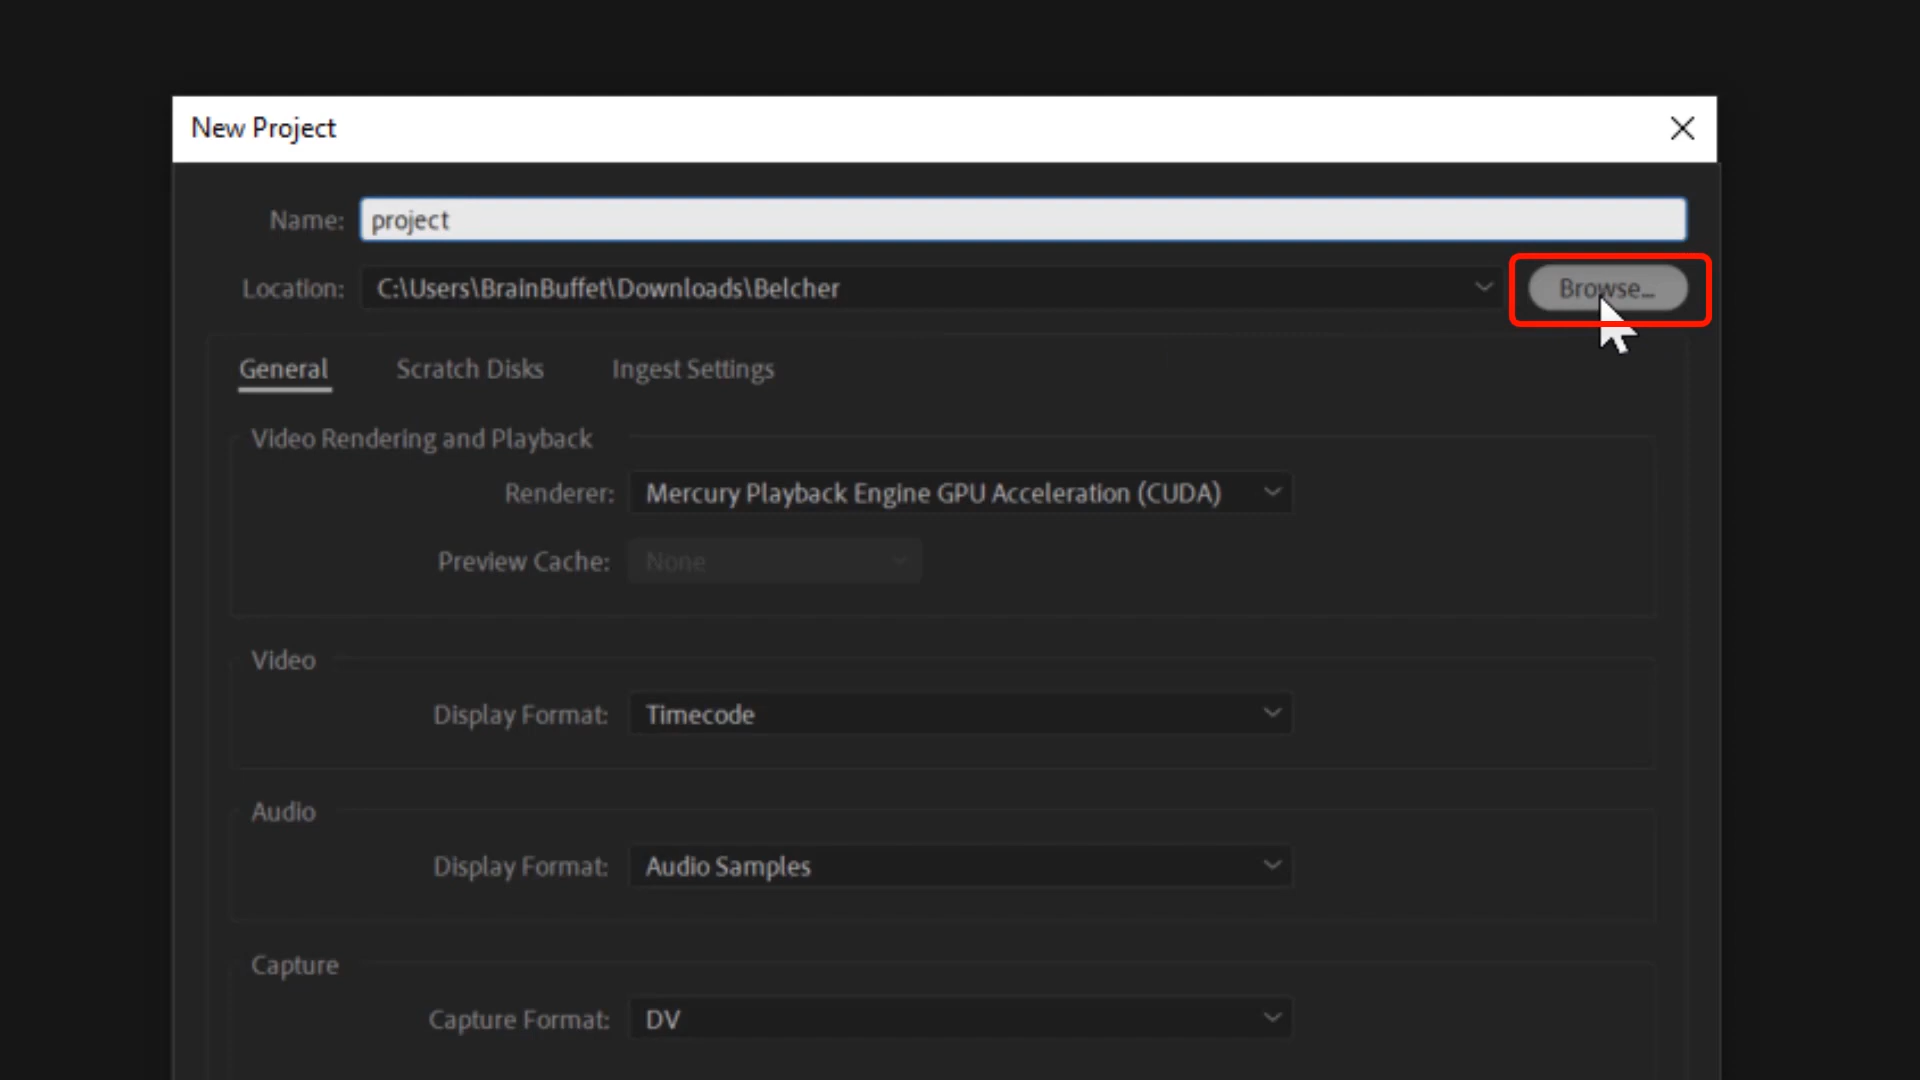 New Project
Name: project
Location: C:\Users\BrainBuffet\Downloads\Belcher Browse...
General Scratch Disks Ingest Settings
Video Rendering and Playback
Renderer: Mercury Playback Engine GPU Acceleration (CUDA)
Preview Cache: None
Video
Display Format: Timecode
Audio
Display Format: Audio Samples
Capture
Capture Format: DV